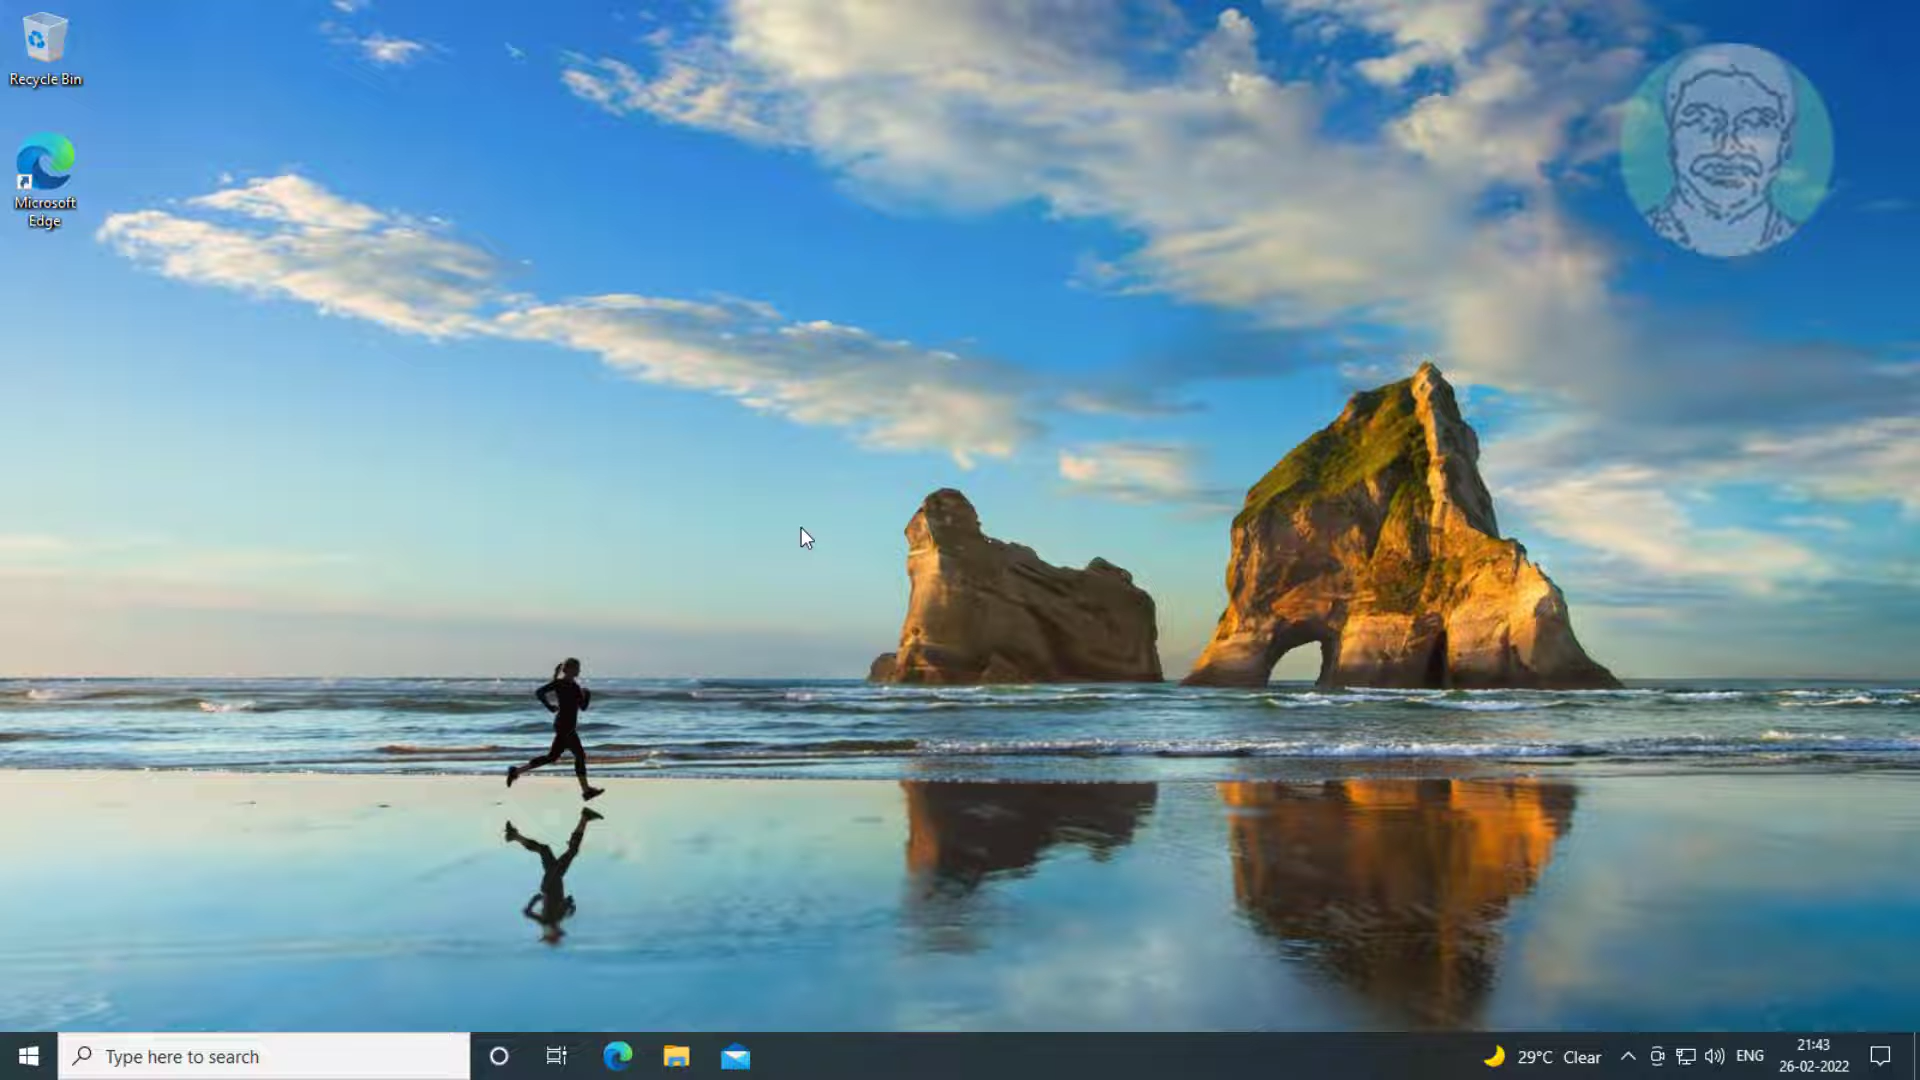 Recycle Bin
Microsoft
Edge
Type here to search
29°C Clear
ENG
21:43
26-02-2022